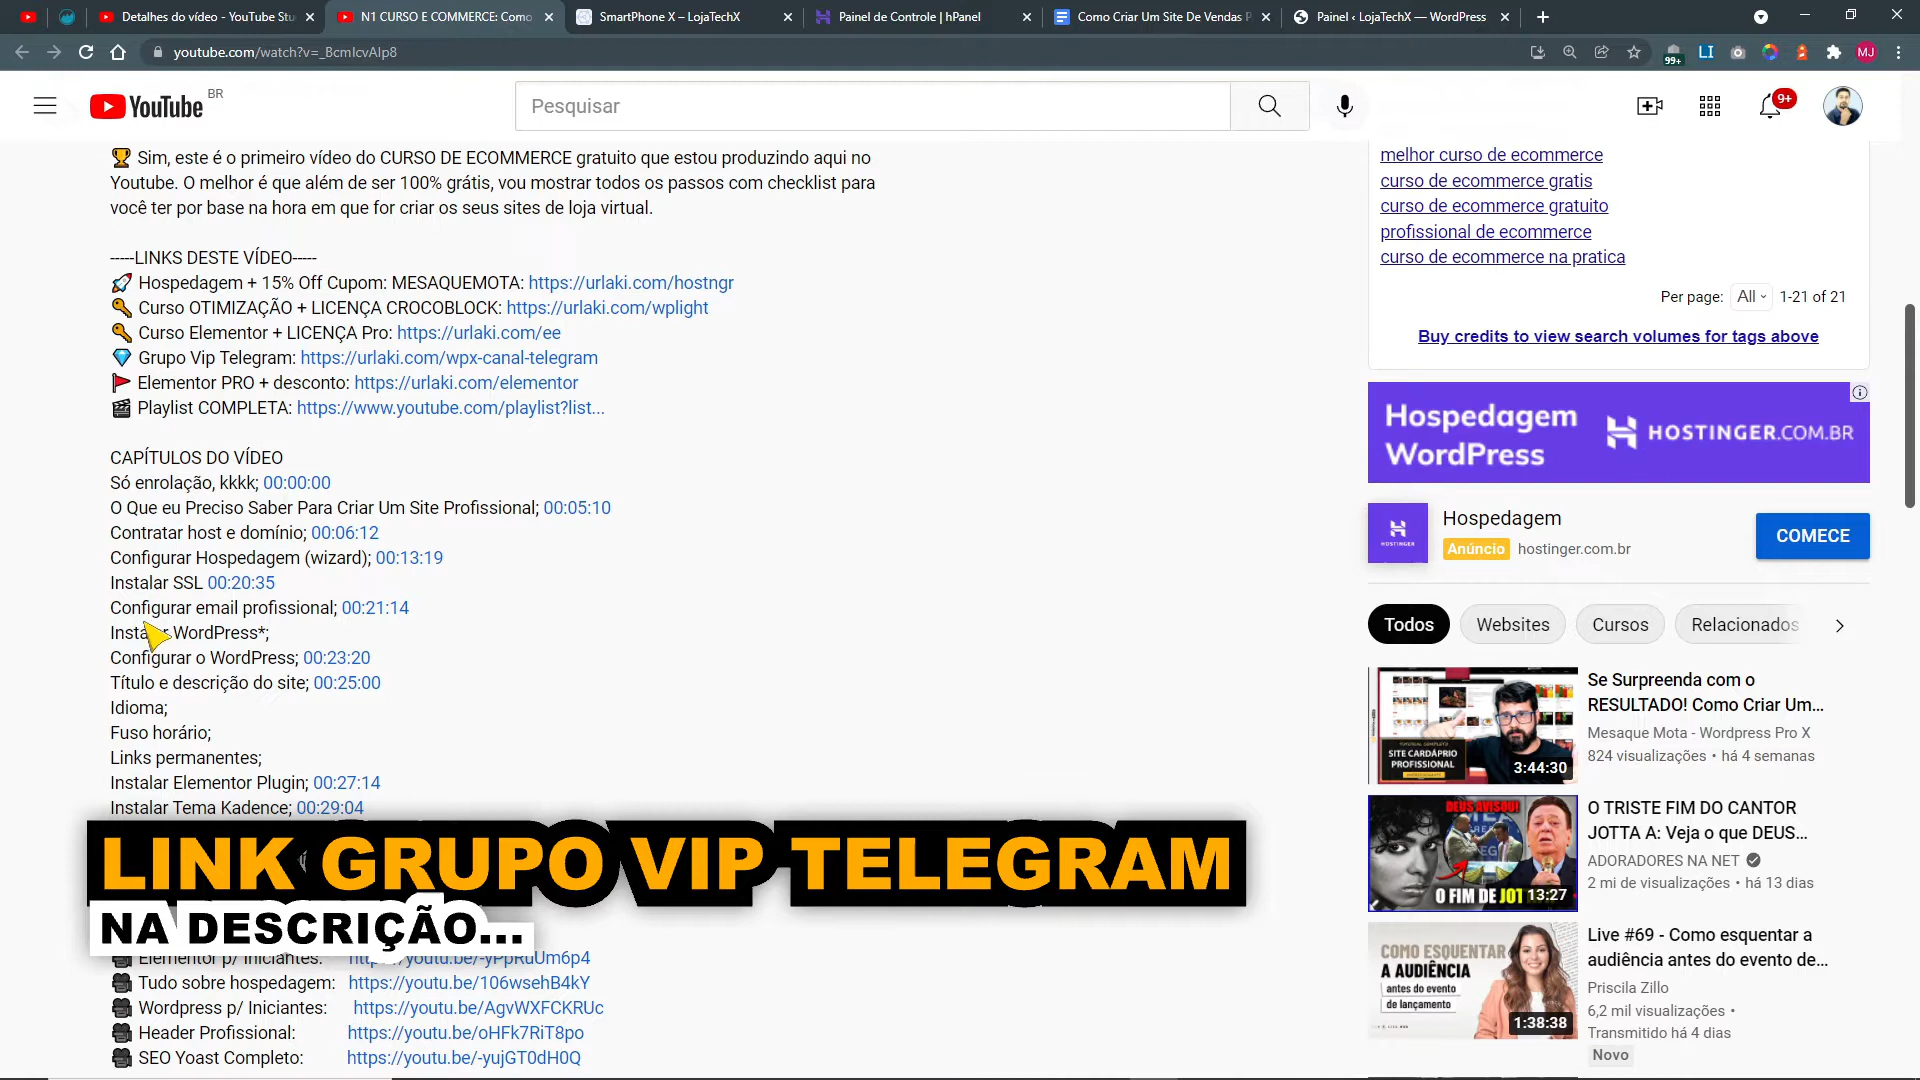 Detalhes do vídeo - YouTube Stu
N1 CURSO E COMMERCE: Como
SmartPhone X – LojaTechX
Painel de Controle | hPanel
Como Criar Um Site De Vendas P
Painel ‹ LojaTechX — WordPress
youtube.com/watch?v=_BcmIcvAlp8
99+
LI
MJ
YouTube BR
Pesquisar
9+
🏆 Sim, este é o primeiro vídeo do CURSO DE ECOMMERCE gratuito que estou produzindo aqui no
Youtube. O melhor é que além de ser 100% grátis, vou mostrar todos os passos com checklist para
você ter por base na hora em que for criar os seus sites de loja virtual.
-----LINKS DESTE VÍDEO-----
🚀 Hospedagem + 15% Off Cupom: MESAQUEMOTA: https://urlaki.com/hostngr
🔑 Curso OTIMIZAÇÃO + LICENÇA CROCOBLOCK: https://urlaki.com/wplight
🔑 Curso Elementor + LICENÇA Pro: https://urlaki.com/ee
💎 Grupo Vip Telegram: https://urlaki.com/wpx-canal-telegram
🚩 Elementor PRO + desconto: https://urlaki.com/elementor
🎬 Playlist COMPLETA: https://www.youtube.com/playlist?list...
CAPÍTULOS DO VÍDEO
Só enrolação, kkkk; 00:00:00
O Que eu Preciso Saber Para Criar Um Site Profissional; 00:05:10
Contratar host e domínio; 00:06:12
Configurar Hospedagem (wizard); 00:13:19
Instalar SSL 00:20:35
Configurar email profissional; 00:21:14
Instalar WordPress*;
Configurar o WordPress; 00:23:20
Título e descrição do site; 00:25:00
Idioma;
Fuso horário;
Links permanentes;
Instalar Elementor Plugin; 00:27:14
Instalar Tema Kadence; 00:29:04
LINK GRUPO VIP TELEGRAM
NA DESCRIÇÃO...
🎥 Elementor p/ Iniciantes: https://youtu.be/-yPpRuUm6p4
🎥 Tudo sobre hospedagem: https://youtu.be/106wsehB4kY
🎥 Wordpress p/ Iniciantes: https://youtu.be/AgvWXFCKRUc
🎥 Header Profissional: https://youtu.be/oHFk7RiT8po
🎥 SEO Yoast Completo: https://youtu.be/-yujGT0dH0Q
melhor curso de ecommerce
curso de ecommerce gratis
curso de ecommerce gratuito
profissional de ecommerce
curso de ecommerce na pratica
Per page: All 1-21 of 21
Buy credits to view search volumes for tags above
Hospedagem
WordPress
HOSTINGER.COM.BR
HOSTINGER
Hospedagem
Anúncio hostinger.com.br
COMECE
Todos
Websites
Cursos
Relacionados
SITE CARDÁPRIO
PROFISSIONAL
3:44:30
Se Surpreenda com o
RESULTADO! Como Criar Um...
Mesaque Mota - Wordpress Pro X
824 visualizações • há 4 semanas
DEUS AVISOU!
O FIM DE JOT
13:27
O TRISTE FIM DO CANTOR
JOTTA A: Veja o que DEUS...
ADORADORES NA NET
2 mi de visualizações • há 13 dias
COMO ESQUENTAR
A AUDIÊNCIA
antes do evento
de lançamento
1:38:38
Live #69 - Como esquentar a
audiência antes do evento de...
Priscila Zillo
6,2 mil visualizações •
Transmitido há 4 dias
Novo